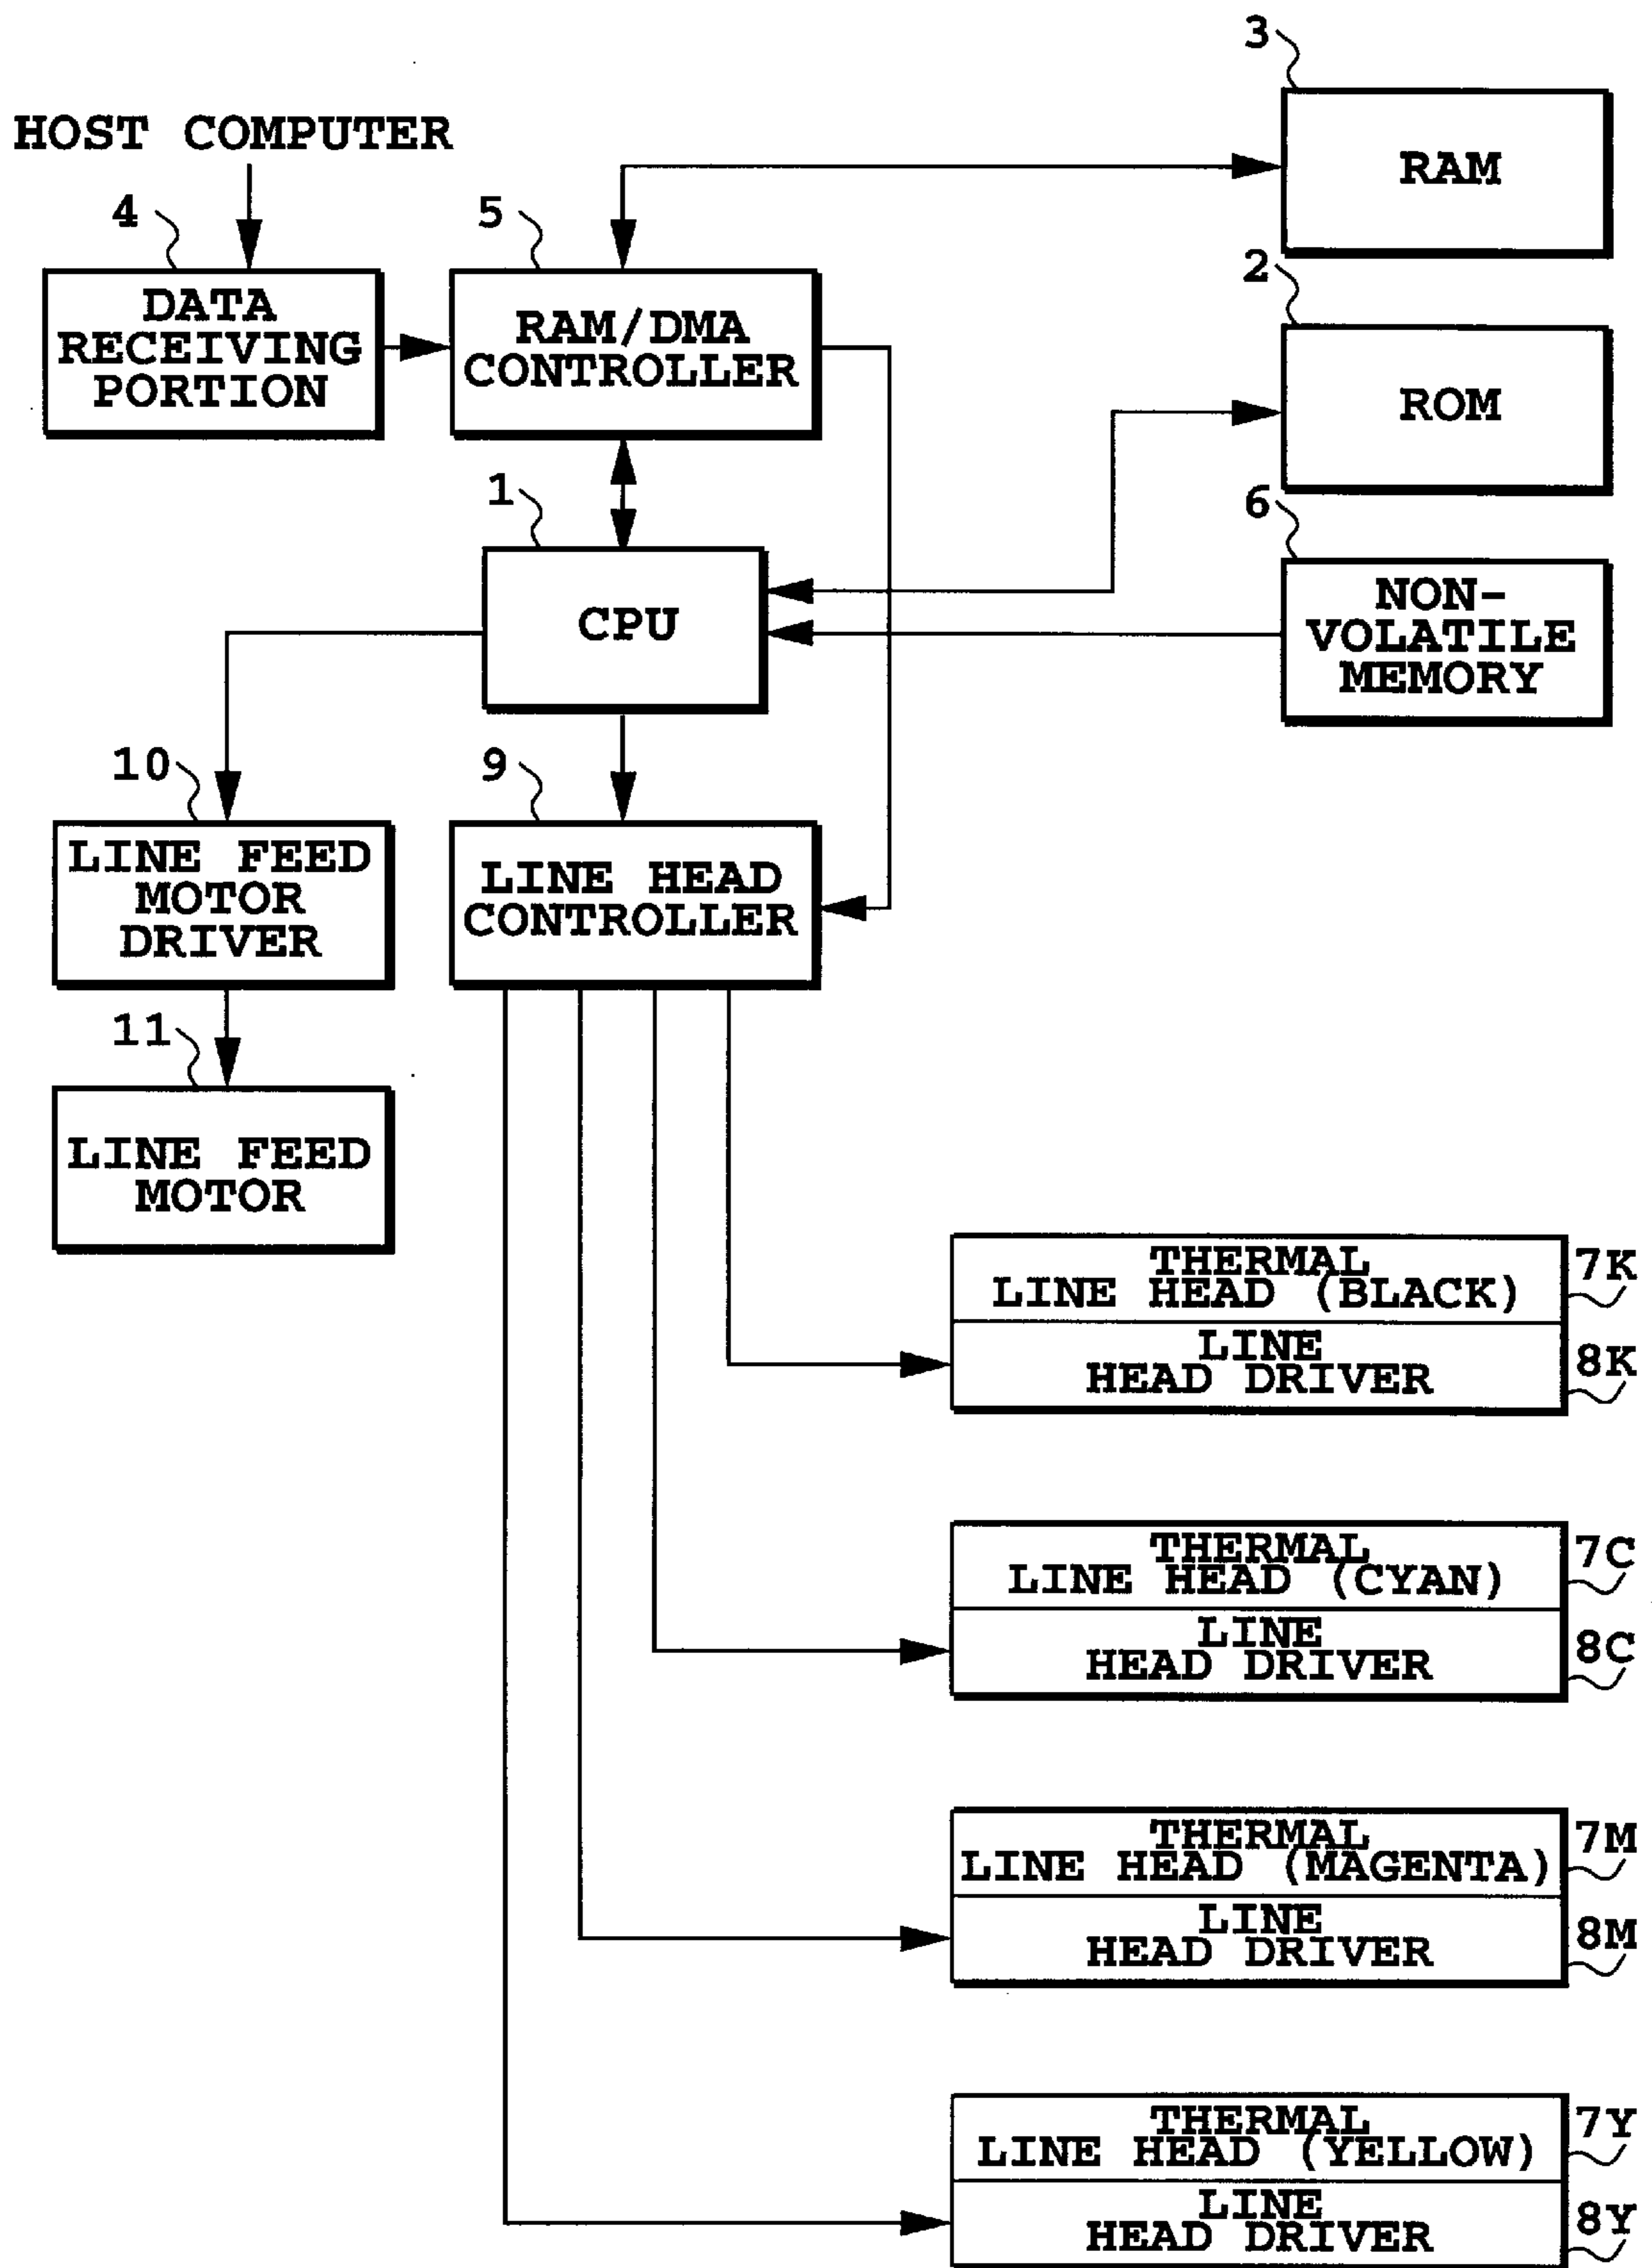 3
HOST COMPUTER
RAM
4
5
2
DATA
RECEIVING
PORTION
RAM/DMA
CONTROLLER
ROM
1
6
CPU
NON-
VOLATILE
MEMORY
10
9
LINE FEED
MOTOR
DRIVER
LINE HEAD
CONTROLLER
11
LINE FEED
MOTOR
THERMAL
LINE HEAD (BLACK)
7K
LINE
HEAD DRIVER
8K
THERMAL
LINE HEAD (CYAN)
7C
LINE
HEAD DRIVER
8C
THERMAL
LINE HEAD (MAGENTA)
7M
LINE
HEAD DRIVER
8M
THERMAL
LINE HEAD (YELLOW)
7Y
LINE
HEAD DRIVER
8Y